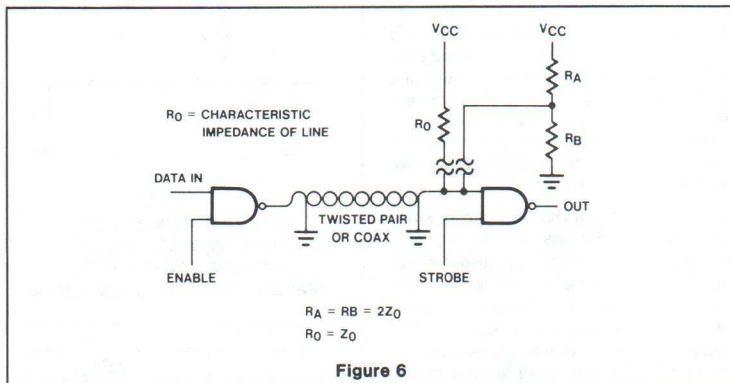 VCC
VCC
RA
R0 = CHARACTERISTIC
IMPEDANCE OF LINE
R0
RB
DATA IN
OUT
TWISTED PAIR
OR COAX
ENABLE
STROBE
RA = RB = 2Z0
R0 = Z0
Figure 6